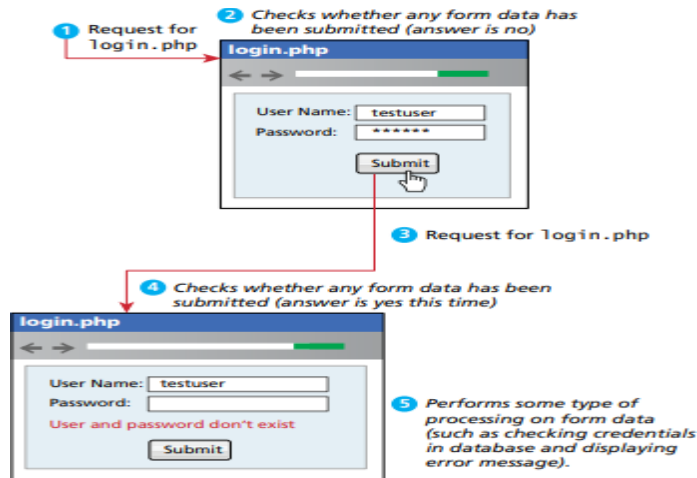 1 Request for
login.php
2 Checks whether any form data has
been submitted (answer is no)
login.php
User Name: testuser
Password: ******
Submit
3 Request for login.php
4 Checks whether any form data has been
submitted (answer is yes this time)
login.php
User Name: testuser
Password:
User and password don't exist
Submit
5 Performs some type of
processing on form data
(such as checking credentials
in database and displaying
error message).